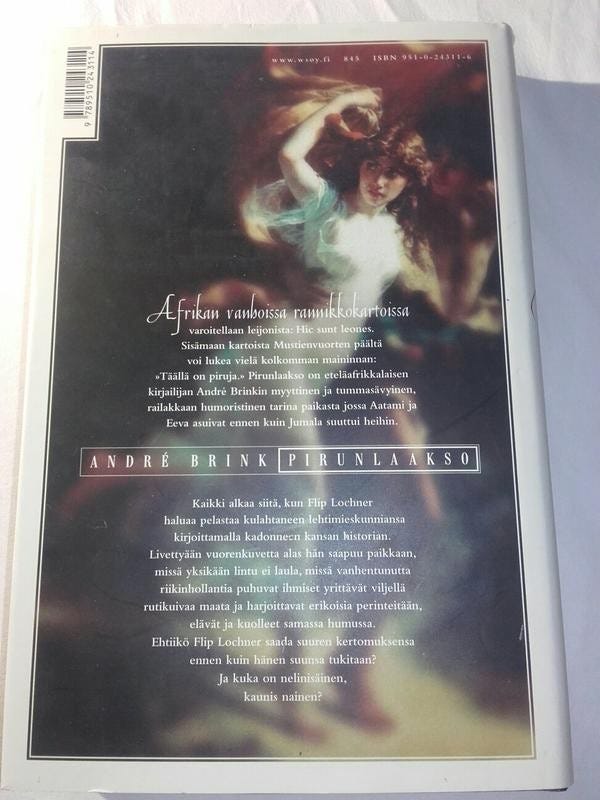 www.wsoy.fi 845 ISBN 951-0-24311-6
9 789510 243114
Afrikan vanhoissa rannikkokartoissa
varoitellaan leijonista: Hic sunt leones.
Sisämaan kartoista Mustienvuorten päältä
voi lukea vielä kolkomman maininnan:
»Täällä on piruja.» Pirunlaakso on eteläafrikkalaisen
kirjailijan André Brinkin myyttinen ja tummasävyinen,
railakkaan humoristinen tarina paikasta jossa Aatami ja
Eeva asuivat ennen kuin Jumala suuttui heihin.
ANDRÉ BRINK PIRUNLAAKSO
Kaikki alkaa siitä, kun Flip Lochner
haluaa pelastaa kulahtaneen lehtimieskunniansa
kirjoittamalla kadonneen kansan historian.
Livettyään vuorenkuvetta alas hän saapuu paikkaan,
missä yksikään lintu ei laula, missä vanhentunutta
riikinhollantia puhuvat ihmiset yrittävät viljellä
rutikuivaa maata ja harjoittavat erikoisia perinteitään,
elävät ja kuolleet samassa humussa.
Ehtiikö Flip Lochner saada suuren kertomuksensa
ennen kuin hänen suunsa tukitaan?
Ja kuka on nelinisäinen,
kaunis nainen?